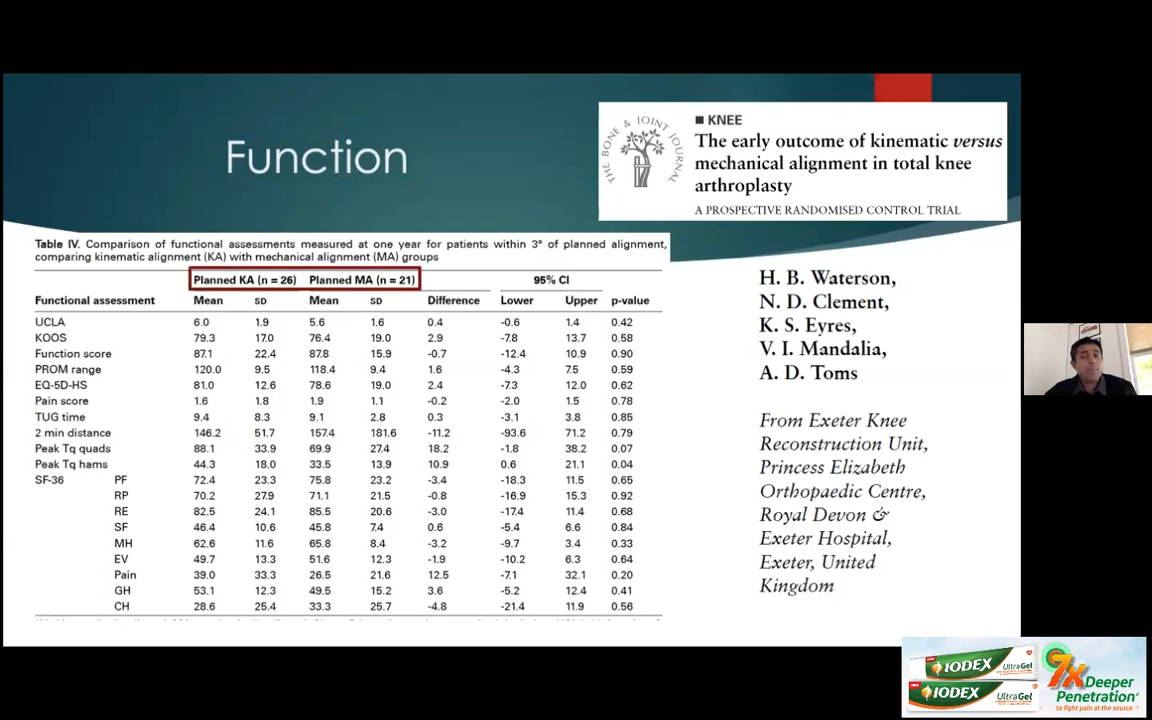 Function
THE BONE & JOINT JOURNAL
■ KNEE
The early outcome of kinematic versus
mechanical alignment in total knee
arthroplasty
A PROSPECTIVE RANDOMISED CONTROL TRIAL
Table IV. Comparison of functional assessments measured at one year for patients within 3° of planned alignment,
comparing kinematic alignment (KA) with mechanical alignment (MA) groups
Planned KA (n = 26) Planned MA (n = 21) 95% CI
Functional assessment Mean SD Mean SD Difference Lower Upper p-value
UCLA 6.0 1.9 5.6 1.6 0.4 -0.6 1.4 0.42
KOOS 79.3 17.0 76.4 19.0 2.9 -7.8 13.7 0.58
Function score 87.1 22.4 87.8 15.9 -0.7 -12.4 10.9 0.90
PROM range 120.0 9.5 118.4 9.4 1.6 -4.3 7.5 0.59
EQ-5D-HS 81.0 12.6 78.6 19.0 2.4 -7.3 12.0 0.62
Pain score 1.6 1.8 1.9 1.1 -0.2 -2.0 1.5 0.78
TUG time 9.4 8.3 9.1 2.8 0.3 -3.1 3.8 0.85
2 min distance 146.2 51.7 157.4 181.6 -11.2 -93.6 71.2 0.79
Peak Tq quads 88.1 33.9 69.9 27.4 18.2 -1.8 38.2 0.07
Peak Tq hams 44.3 18.0 33.5 13.9 10.9 0.6 21.1 0.04
SF-36 PF 72.4 23.3 75.8 23.2 -3.4 -18.3 11.5 0.65
RP 70.2 27.9 71.1 21.5 -0.8 -16.9 15.3 0.92
RE 82.5 24.1 85.5 20.6 -3.0 -17.4 11.4 0.68
SF 46.4 10.6 45.8 7.4 0.6 -5.4 6.6 0.84
MH 62.6 11.6 65.8 8.4 -3.2 -9.7 3.4 0.33
EV 49.7 13.3 51.6 12.3 -1.9 -10.2 6.3 0.64
Pain 39.0 33.3 26.5 21.6 12.5 -7.1 32.1 0.20
GH 53.1 12.3 49.5 15.2 3.6 -5.2 12.4 0.41
CH 28.6 25.4 33.3 25.7 -4.8 -21.4 11.9 0.56
H. B. Waterson,
N. D. Clement,
K. S. Eyres,
V. I. Mandalia,
A. D. Toms
From Exeter Knee
Reconstruction Unit,
Princess Elizabeth
Orthopaedic Centre,
Royal Devon &
Exeter Hospital,
Exeter, United
Kingdom
IODEX UltraGel
IODEX UltraGel
7X Deeper
Penetration
to fight pain at the source